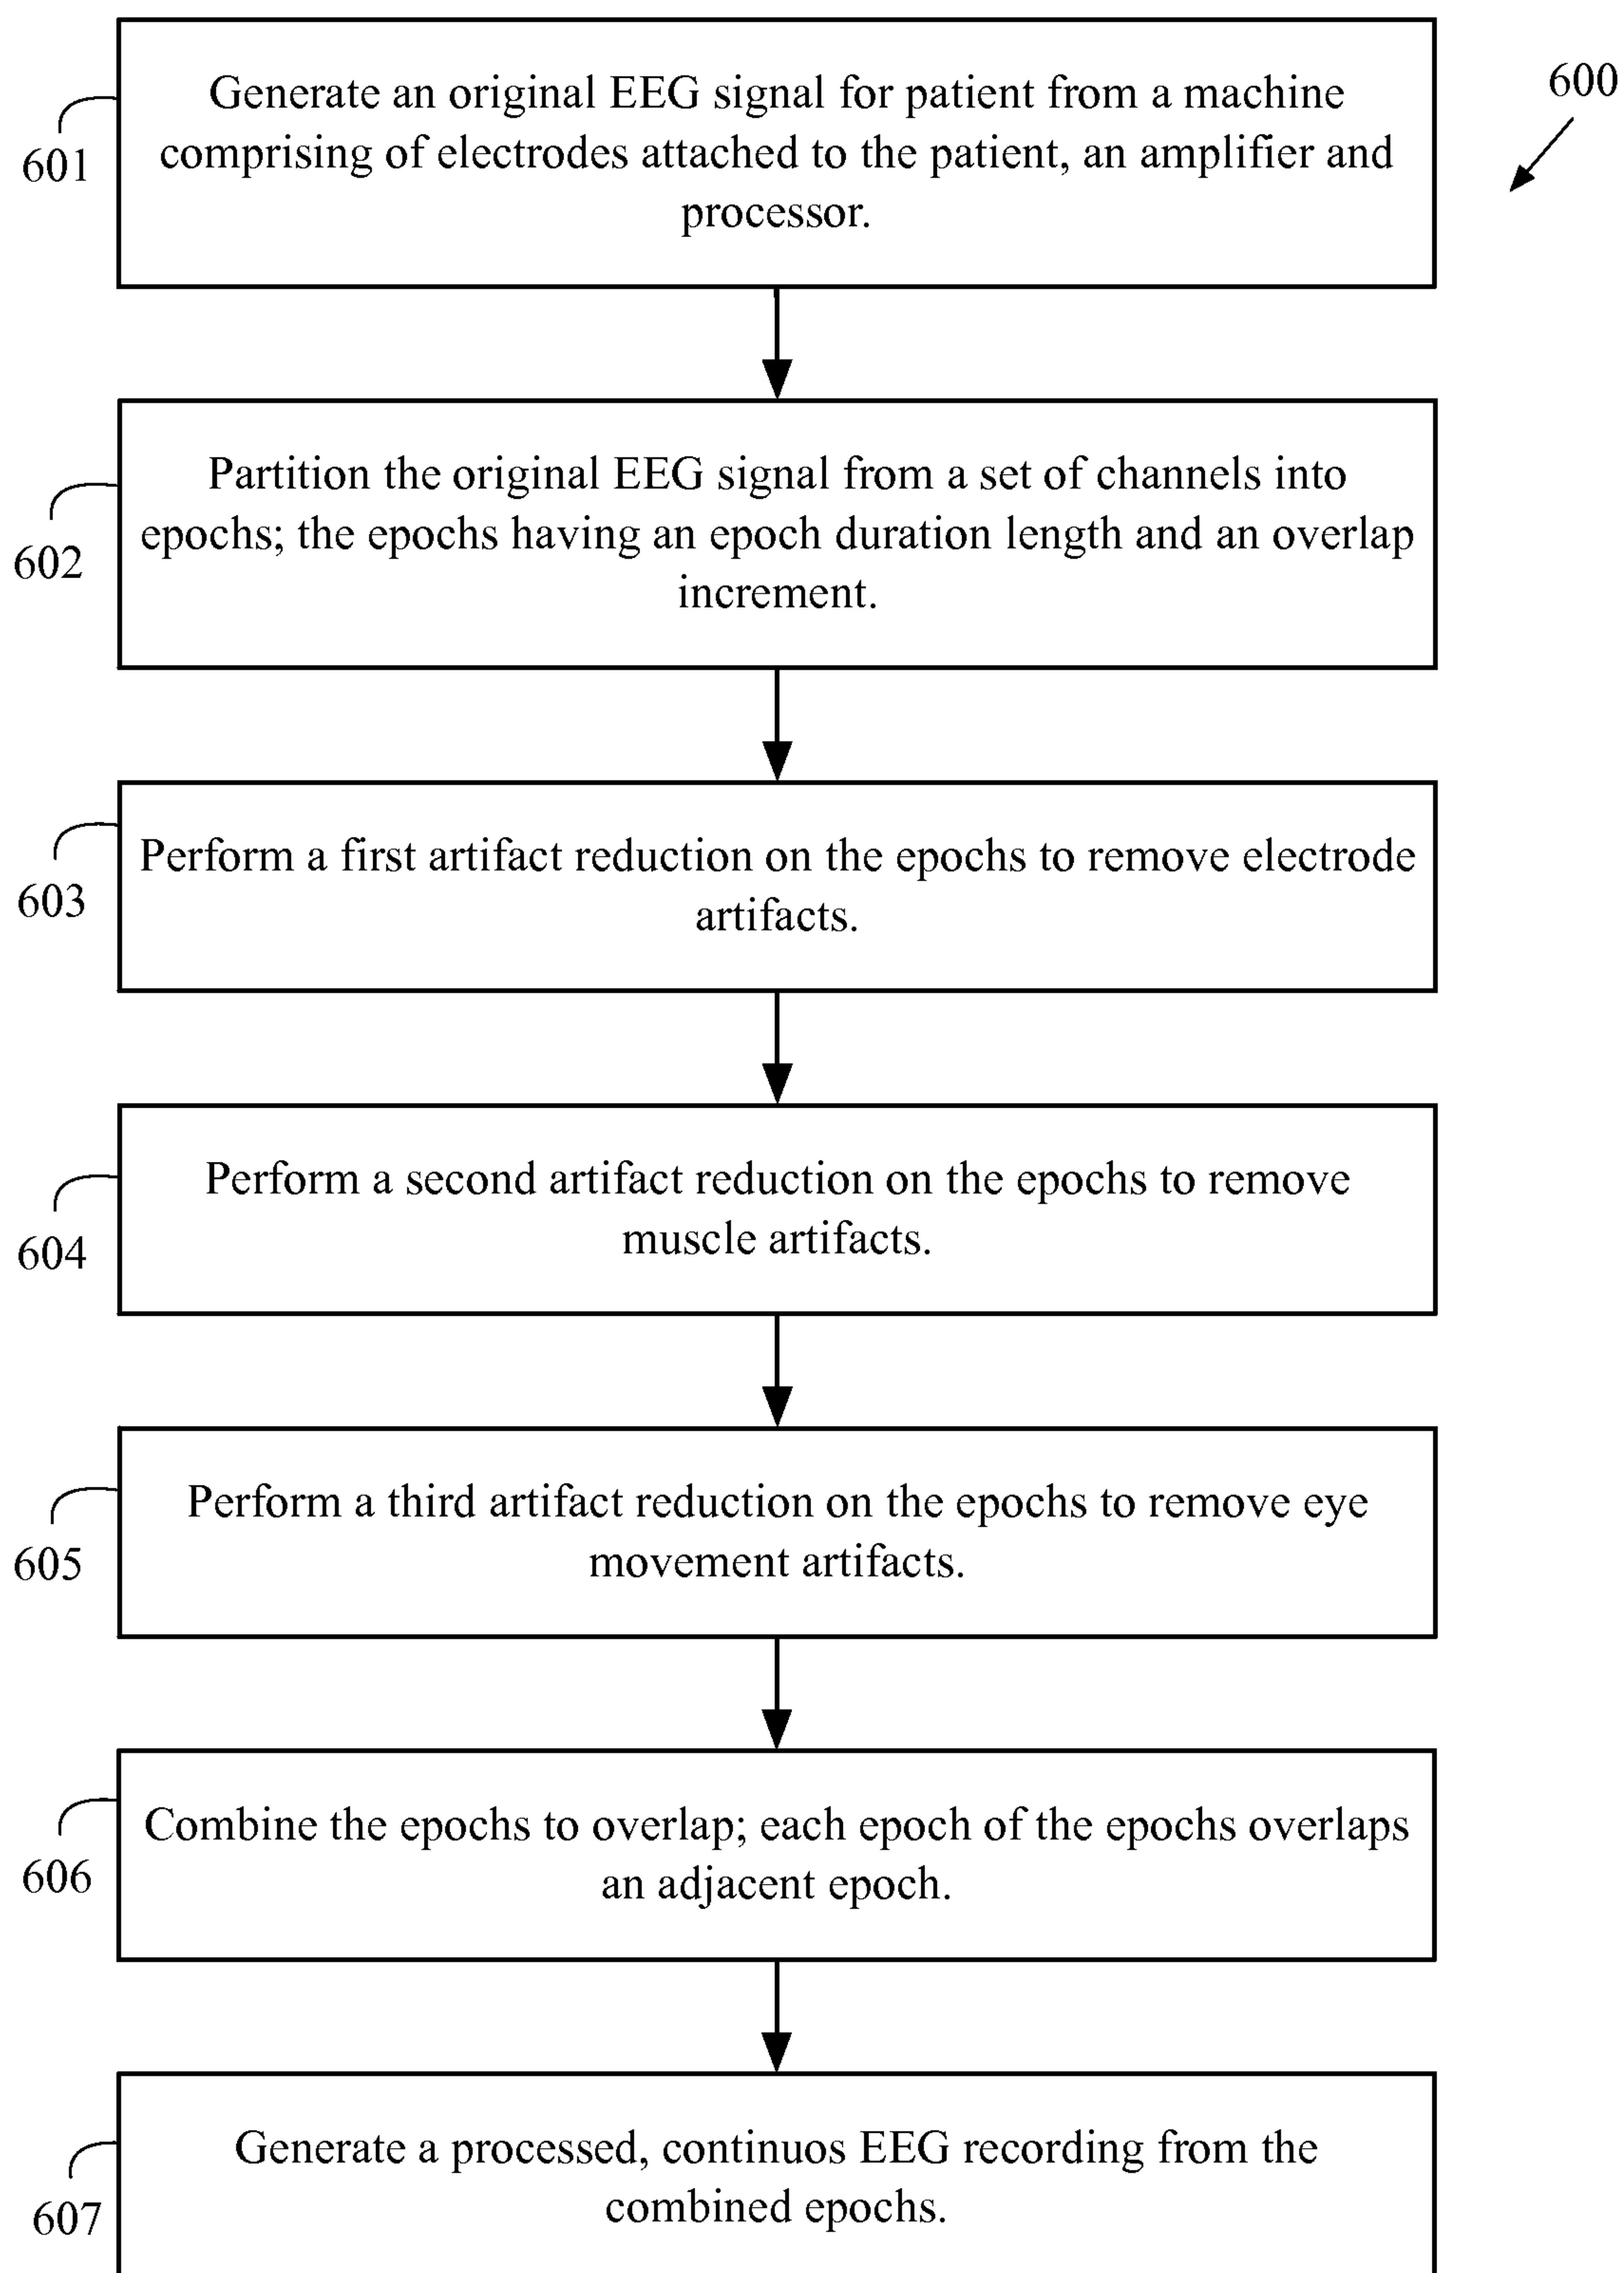 600
Generate an original EEG signal for patient from a machine
comprising of electrodes attached to the patient, an amplifier and
processor.
601
Partition the original EEG signal from a set of channels into
epochs; the epochs having an epoch duration length and an overlap
increment.
602
Perform a first artifact reduction on the epochs to remove electrode
artifacts.
603
Perform a second artifact reduction on the epochs to remove
muscle artifacts.
604
Perform a third artifact reduction on the epochs to remove eye
movement artifacts.
605
Combine the epochs to overlap; each epoch of the epochs overlaps
an adjacent epoch.
606
Generate a processed, continuos EEG recording from the
combined epochs.
607